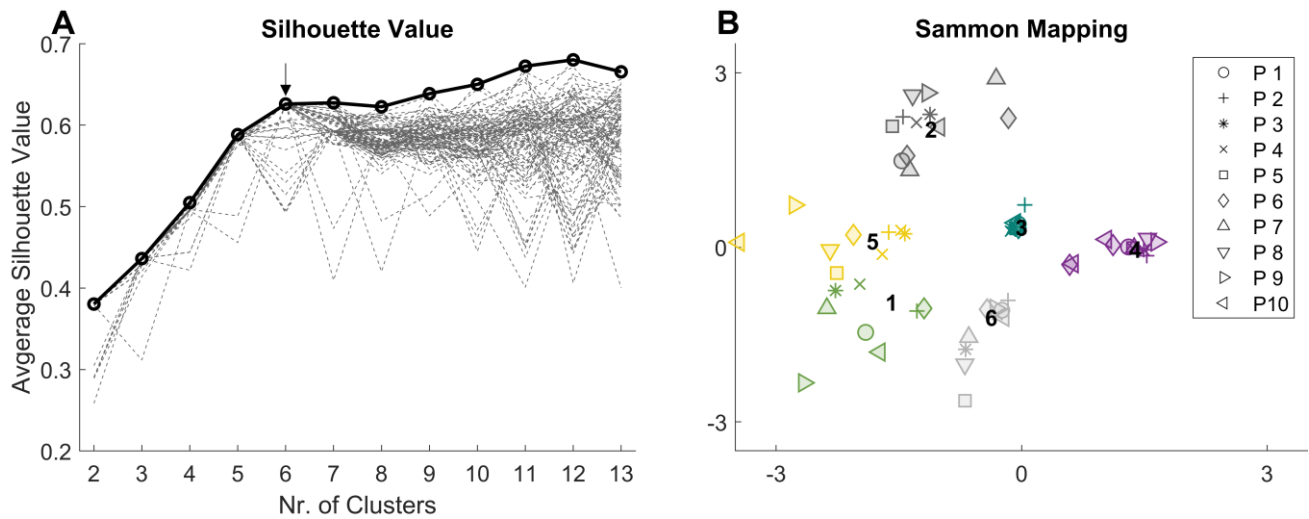 A
Silhouette Value
0.7
0.6
0.5
0.4
0.3
0.2
Avgerage Silhouette Value
2 3 4 5 6 7 8 9 10 11 12 13
Nr. of Clusters
B
Sammon Mapping
3
0
-3
-3 0 3
2
3
5
4
1
6
P 1
P 2
P 3
P 4
P 5
P 6
P 7
P 8
P 9
P10